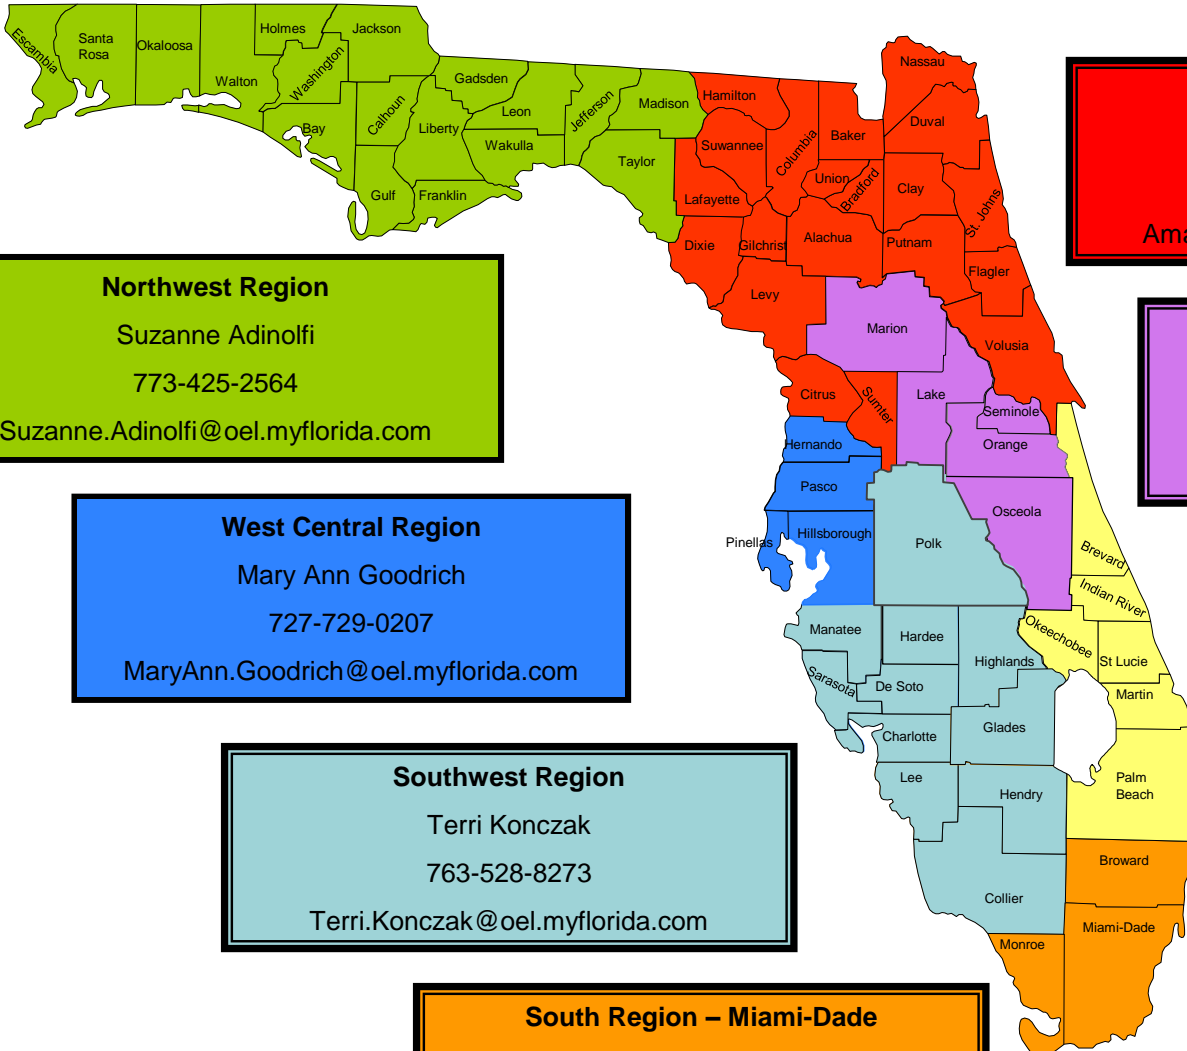 Escambia
Santa
Rosa
Okaloosa
Walton
Holmes
Washington
Jackson
Bay
Calhoun
Gulf
Liberty
Franklin
Gadsden
Leon
Wakulla
Jefferson
Madison
Taylor
Hamilton
Suwannee
Lafayette
Columbia
Baker
Union
Bradford
Nassau
Duval
Clay
St. Johns
Dixie
Gilchrist
Alachua
Putnam
Flagler
Levy
Marion
Volusia
Citrus
Sumter
Lake
Seminole
Orange
Hernando
Pasco
Osceola
Pinellas
Hillsborough
Polk
Brevard
Indian River
Manatee
Hardee
Okeechobee
Highlands
St Lucie
Sarasota
De Soto
Martin
Charlotte
Glades
Lee
Hendry
Palm
Beach
Broward
Collier
Miami-Dade
Monroe
Ama
Northwest Region
Suzanne Adinolfi
773-425-2564
Suzanne.Adinolfi@oel.myflorida.com
West Central Region
Mary Ann Goodrich
727-729-0207
MaryAnn.Goodrich@oel.myflorida.com
Southwest Region
Terri Konczak
763-528-8273
Terri.Konczak@oel.myflorida.com
South Region – Miami-Dade